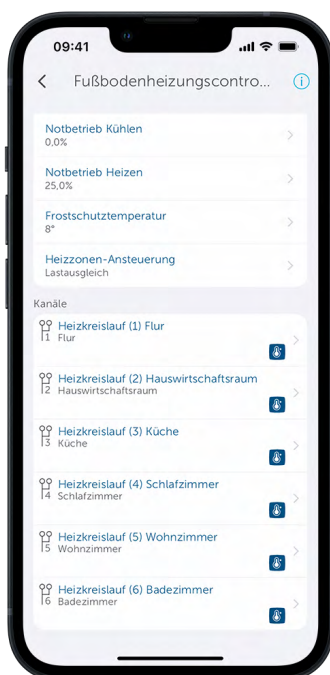 09:41
Fußbodenheizungscontro...
Notbetrieb Kühlen
0,0%
Notbetrieb Heizen
25,0%
Frostschutztemperatur
8°
Heizzonen-Ansteuerung
Lastausgleich
Kanäle
1
Heizkreislauf (1) Flur
Flur
2
Heizkreislauf (2) Hauswirtschaftsraum
Hauswirtschaftsraum
3
Heizkreislauf (3) Küche
Küche
4
Heizkreislauf (4) Schlafzimmer
Schlafzimmer
5
Heizkreislauf (5) Wohnzimmer
Wohnzimmer
6
Heizkreislauf (6) Badezimmer
Badezimmer